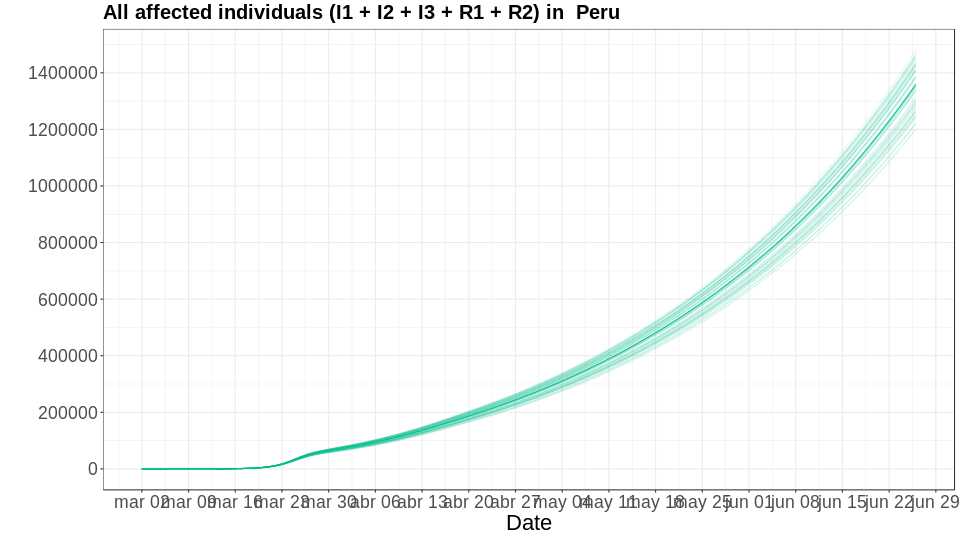 All affected individuals (I1 + I2 + I3 + R1 + R2) in  Peru
1400000
1200000
1000000
800000
600000
400000
200000
0
mar 02 mar 09 mar 16 mar 23 mar 30 abr 06 abr 13 abr 20 abr 27 may 04 may 11 may 18 may 25 jun 01 jun 08 jun 15 jun 22 jun 29
Date